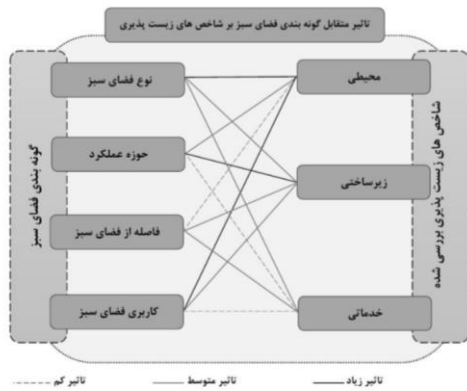 تاثیر متقابل گونه بندی فضای سبز بر شاخص های زیست پذیری
گونه بندی فضای سبز
نوع فضای سبز
حوزه عملکرد
فاصله از فضای سبز
کاربری فضای سبز
محیطی
زیرساختی
خدماتی
شاخص های زیست پذیری بررسی شده
تاثیر زیاد
تاثیر متوسط
تاثیر کم